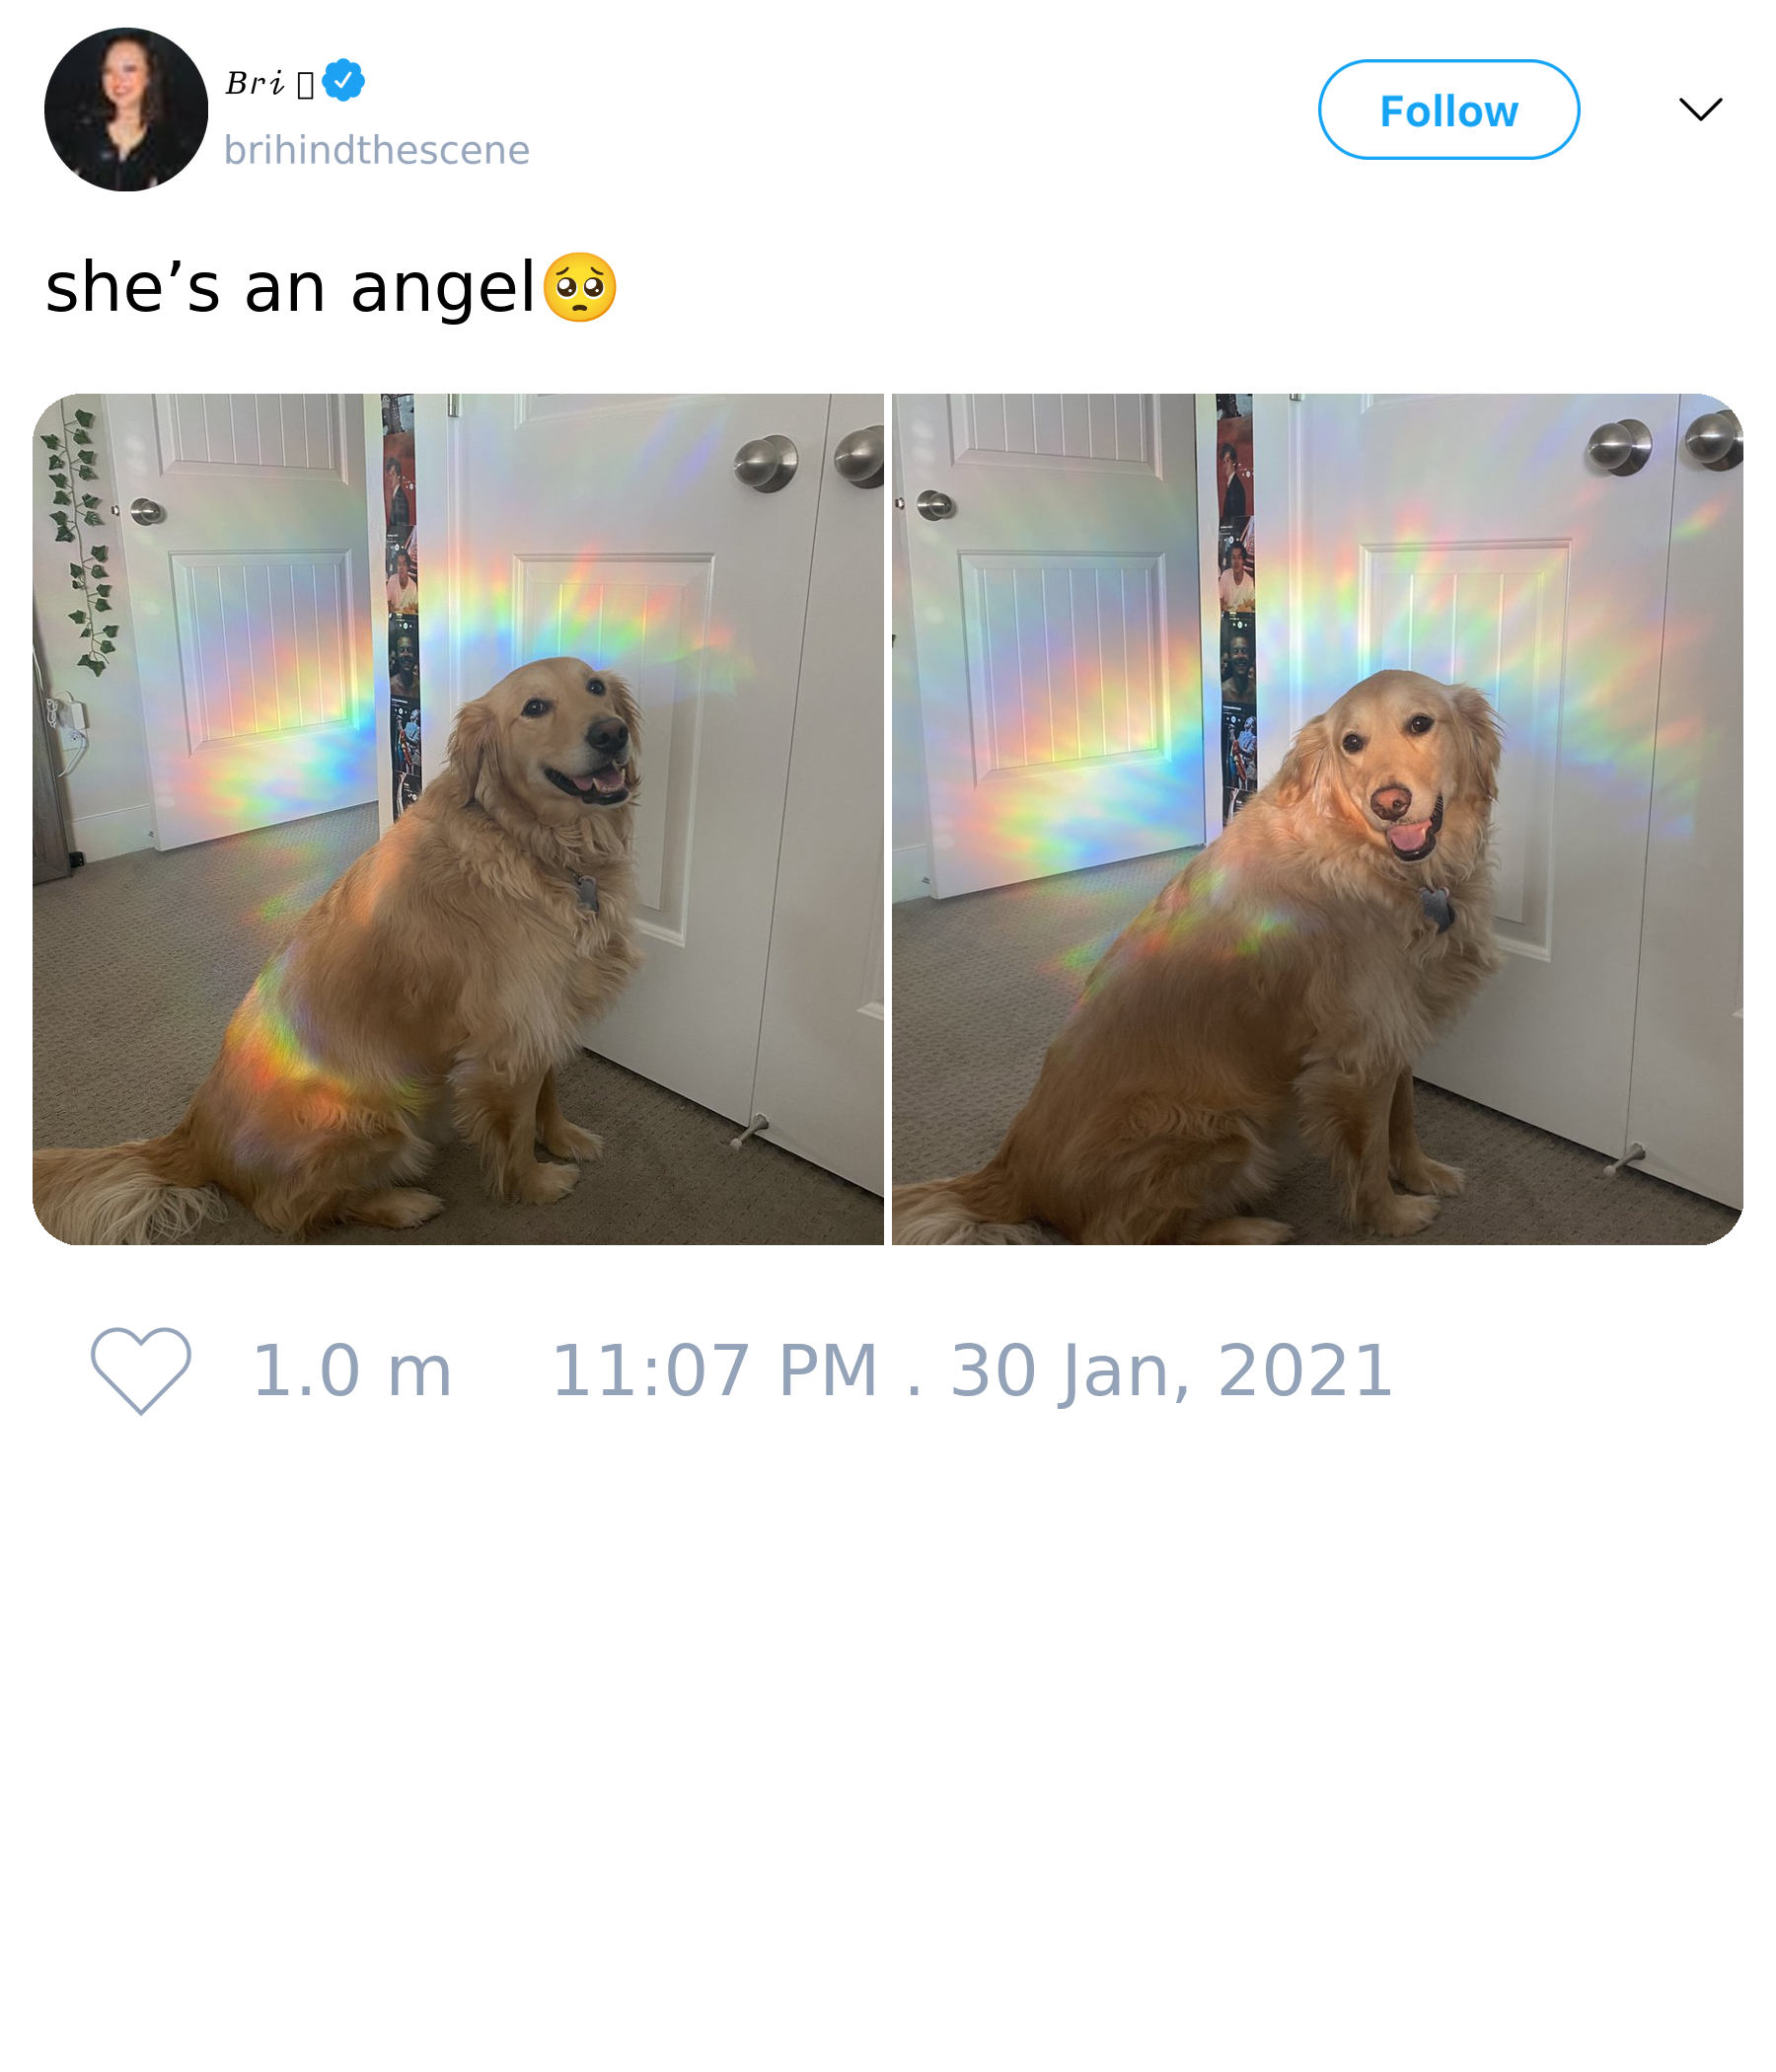 Bri
brihindthescene
Follow
she’s an angel🥺
1.0 m 11:07 PM . 30 Jan, 2021